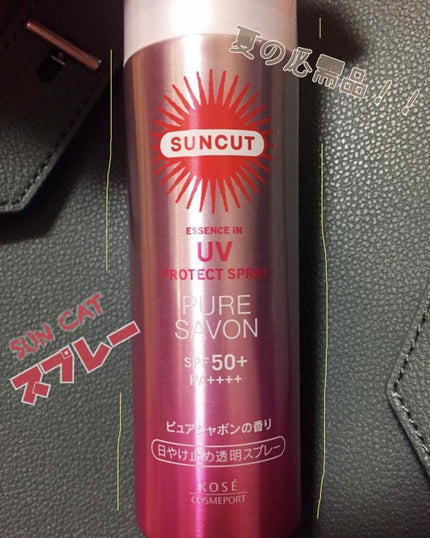 夏の必需品！！
SUNCUT
ESSENCE IN
UV
PROTECT SPRAY
PURE
SAVON
SPF50+
PA++++
SUN CAT
スプレー
ピュアシャボンの香り
日やけ止め透明スプレー
KOSÉ
COSMEPORT